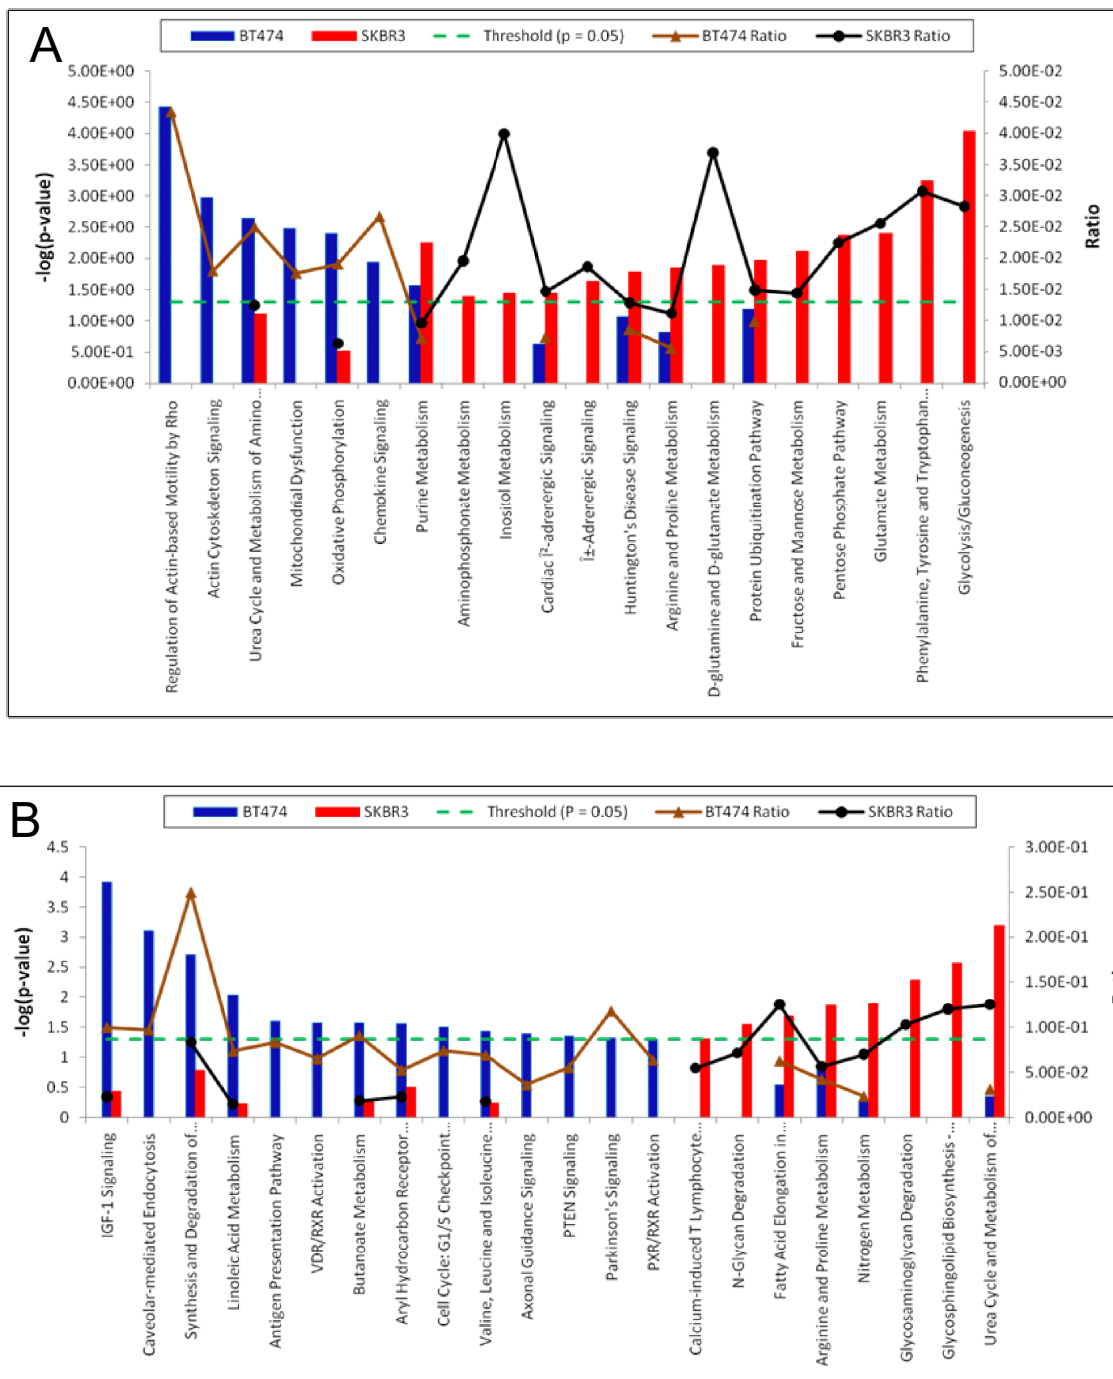 A
BT474 SKBR3 Threshold (p = 0.05) BT474 Ratio SKBR3 Ratio
5.00E+00
4.50E+00
4.00E+00
3.50E+00
3.00E+00
2.50E+00
2.00E+00
1.50E+00
1.00E+00
5.00E-01
0.00E+00
-log(p-value)
5.00E-02
4.50E-02
4.00E-02
3.50E-02
3.00E-02
2.50E-02
2.00E-02
1.50E-02
1.00E-02
5.00E-03
0.00E+00
Ratio
Regulation of Actin-based Motility by Rho
Actin Cytoskeleton Signaling
Urea Cycle and Metabolism of Amino...
Mitochondrial Dysfunction
Oxidative Phosphorylation
Chemokine Signaling
Purine Metabolism
Aminophosphonate Metabolism
Inositol Metabolism
Cardiac Î²-adrenergic Signaling
Î±-Adrenergic Signaling
Huntington's Disease Signaling
Arginine and Proline Metabolism
D-glutamine and D-glutamate Metabolism
Protein Ubiquitination Pathway
Fructose and Mannose Metabolism
Pentose Phosphate Pathway
Glutamate Metabolism
Phenylalanine, Tyrosine and Tryptophan...
Glycolysis/Gluconeogenesis
B
BT474 SKBR3 Threshold (P = 0.05) BT474 Ratio SKBR3 Ratio
4.5
4
3.5
3
2.5
2
1.5
1
0.5
0
-log(p-value)
3.00E-01
2.50E-01
2.00E-01
1.50E-01
1.00E-01
5.00E-02
0.00E+00
IGF-1 Signaling
Caveolar-mediated Endocytosis
Synthesis and Degradation of...
Linoleic Acid Metabolism
Antigen Presentation Pathway
VDR/RXR Activation
Butanoate Metabolism
Aryl Hydrocarbon Receptor...
Cell Cycle: G1/S Checkpoint...
Valine, Leucine and Isoleucine...
Axonal Guidance Signaling
PTEN Signaling
Parkinson's Signaling
PXR/RXR Activation
Calcium-induced T Lymphocyte...
N-Glycan Degradation
Fatty Acid Elongation in...
Arginine and Proline Metabolism
Nitrogen Metabolism
Glycosaminoglycan Degradation
Glycosphingolipid Biosynthesis -...
Urea Cycle and Metabolism of...